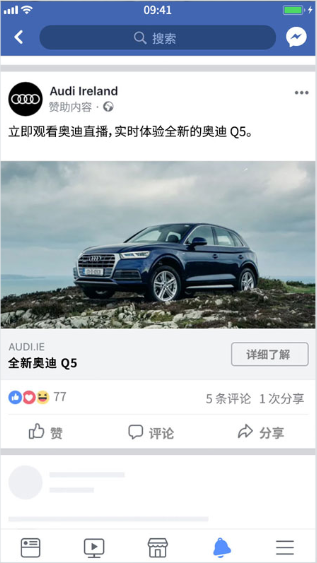 09:41
搜索
Audi Ireland
赞助内容 ·
立即观看奥迪直播，实时体验全新的奥迪 Q5。
AUDI.IE
全新奥迪 Q5
详细了解
77
5 条评论 1 次分享
赞 评论 分享